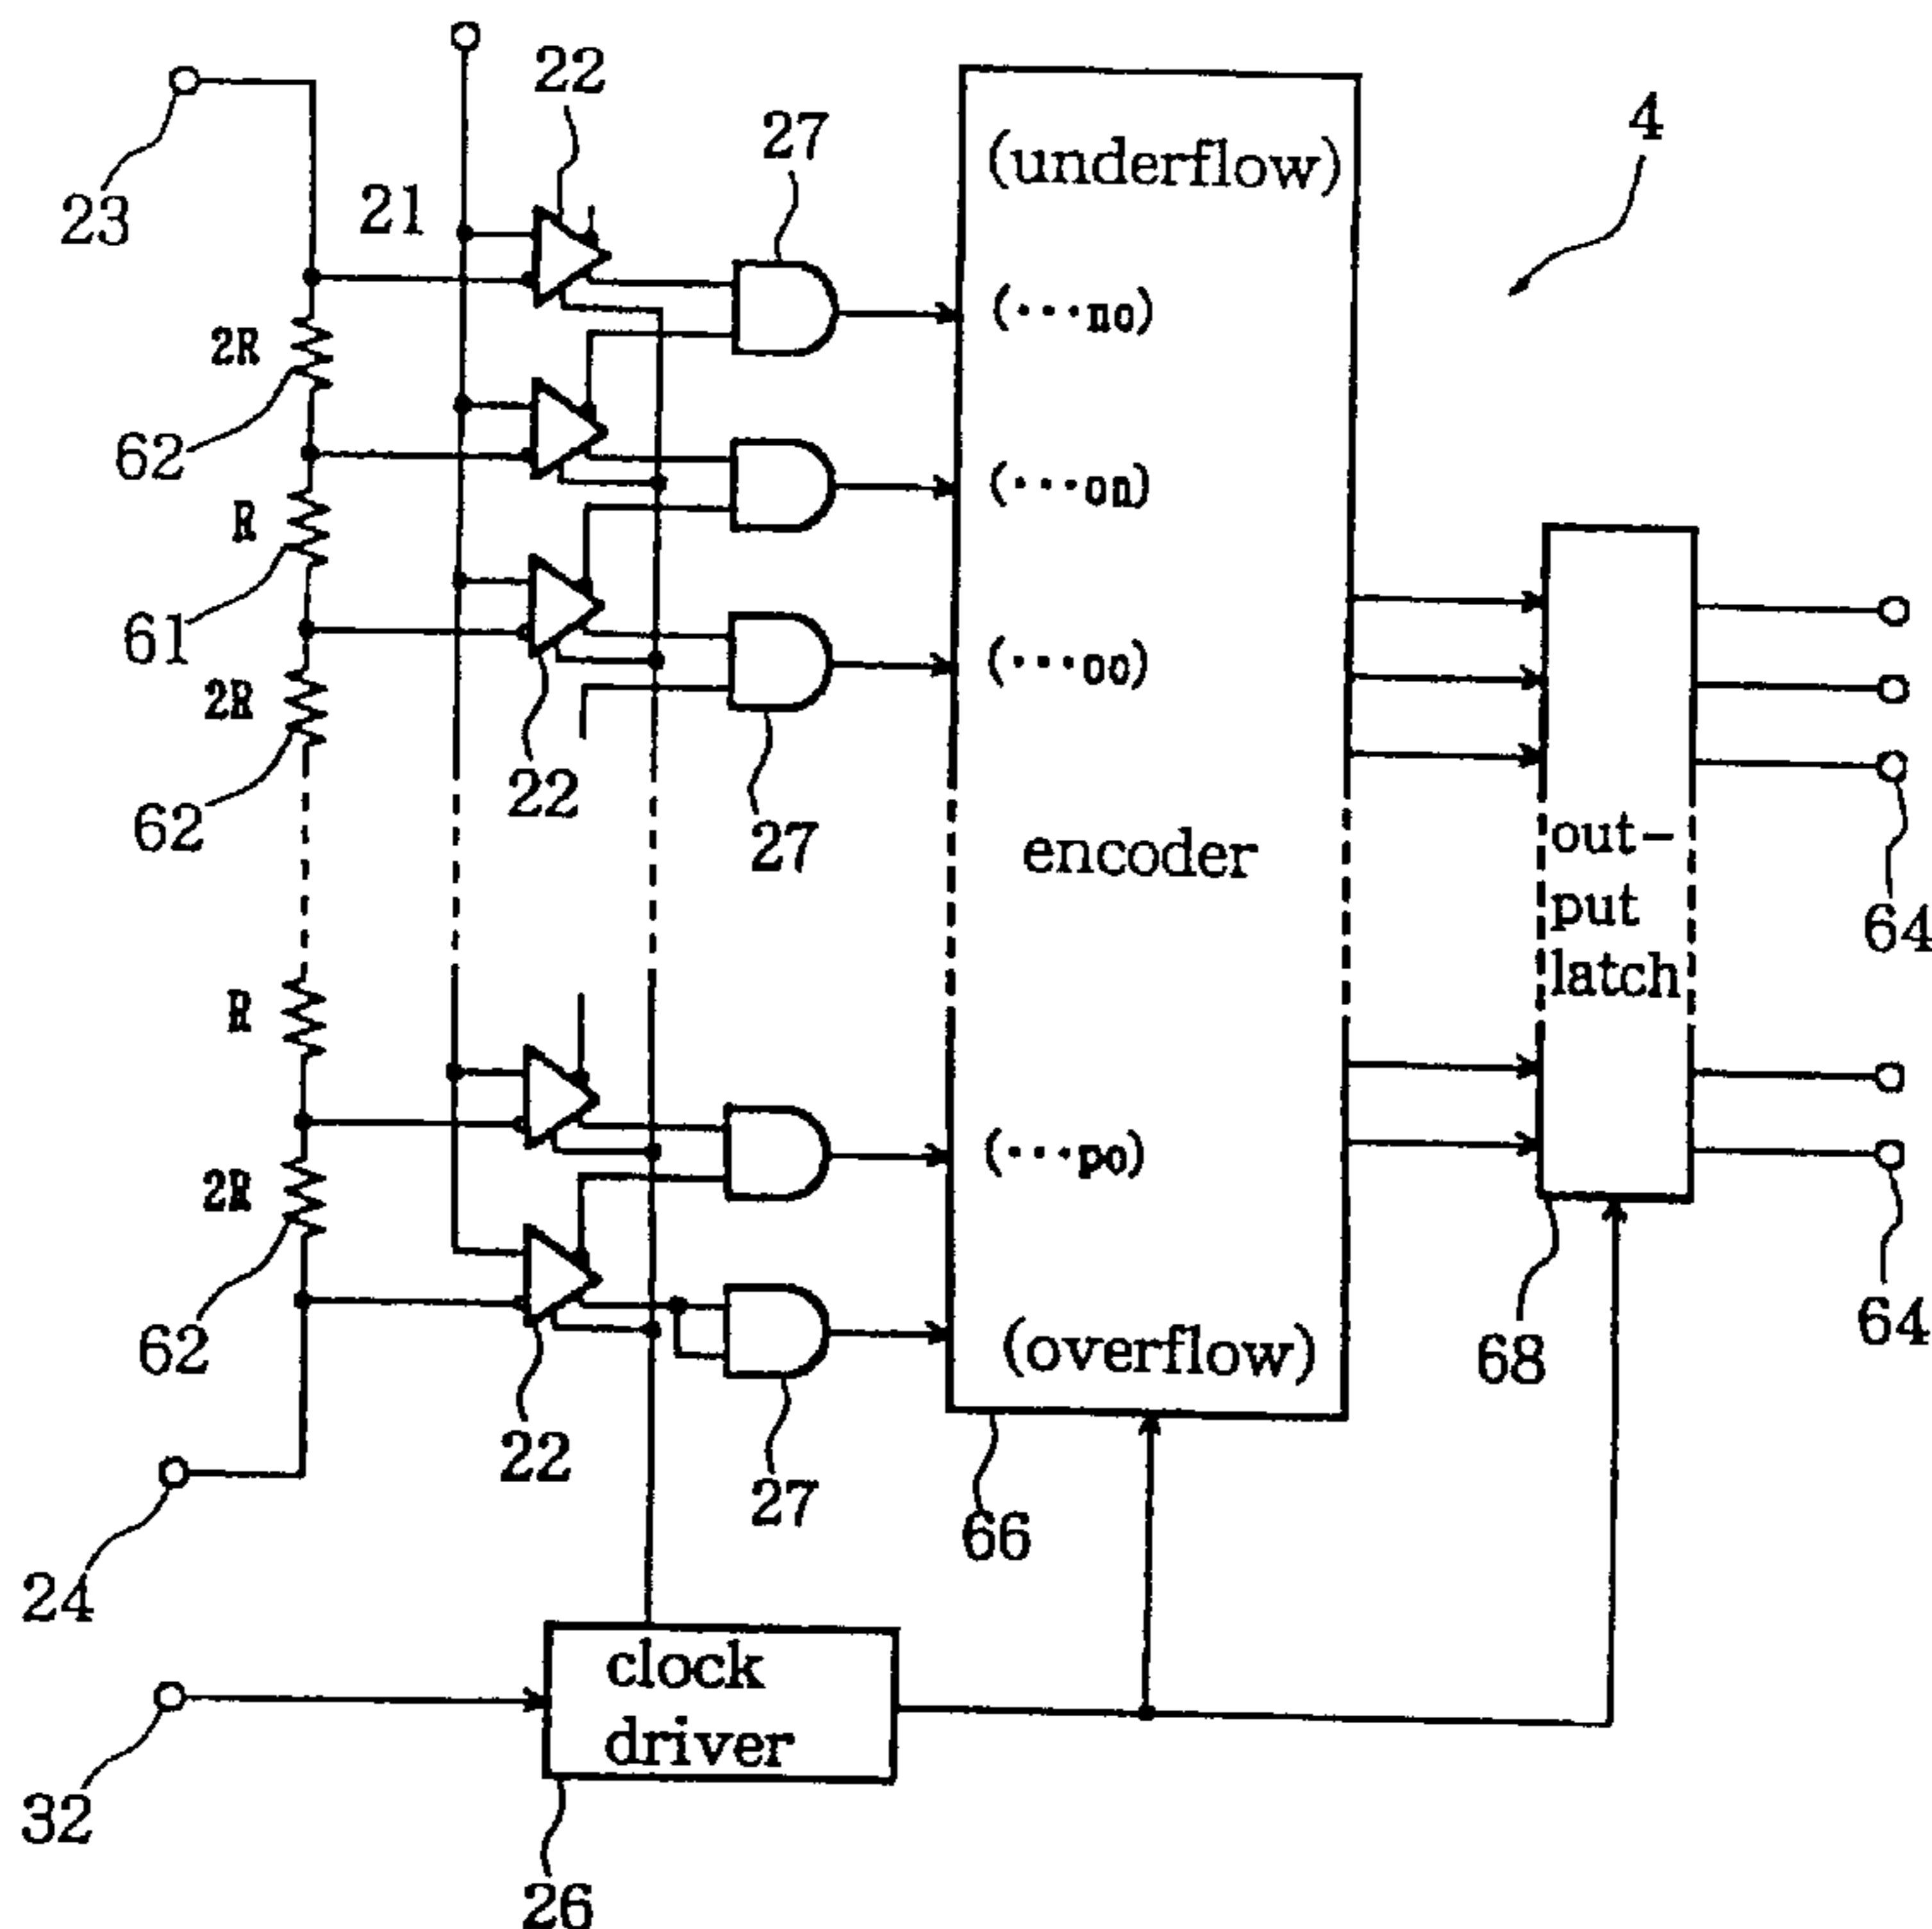 22
27
4
(underflow)
23
21
(···no)
2R
62
(···on)
R
61
(···oo)
2R
62
22
27
encoder
out-
put
latch
64
R
(···po)
2R
62
(overflow)
68
64
22
27
66
24
clock
driver
32
26